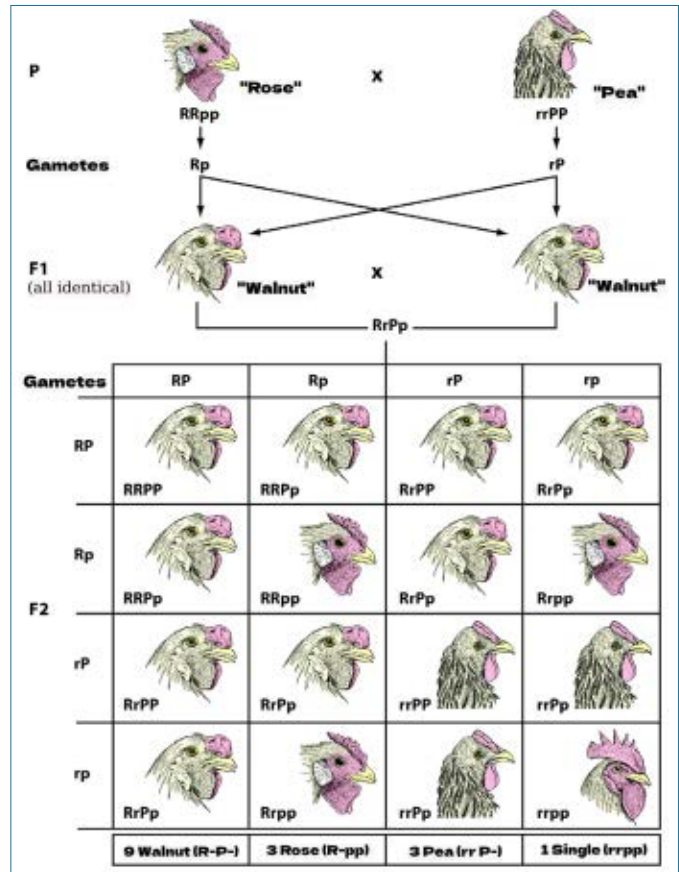 P
"Rose"
X
"Pea"
RRpp
rrPP
Gametes
Rp
rP
F1
(all identical)
"Walnut"
X
"Walnut"
RrPp
Gametes
RP
Rp
rP
rp
RP
RRPP
RRPp
RrPP
RrPp
Rp
RRPp
RRpp
RrPp
Rrpp
F2
rP
RrPP
RrPp
rrPP
rrPp
rp
RrPp
Rrpp
rrPp
rrpp
9 Walnut (R-P-)
3 Rose (R-pp)
3 Pea (rr P-)
1 Single (rrpp)